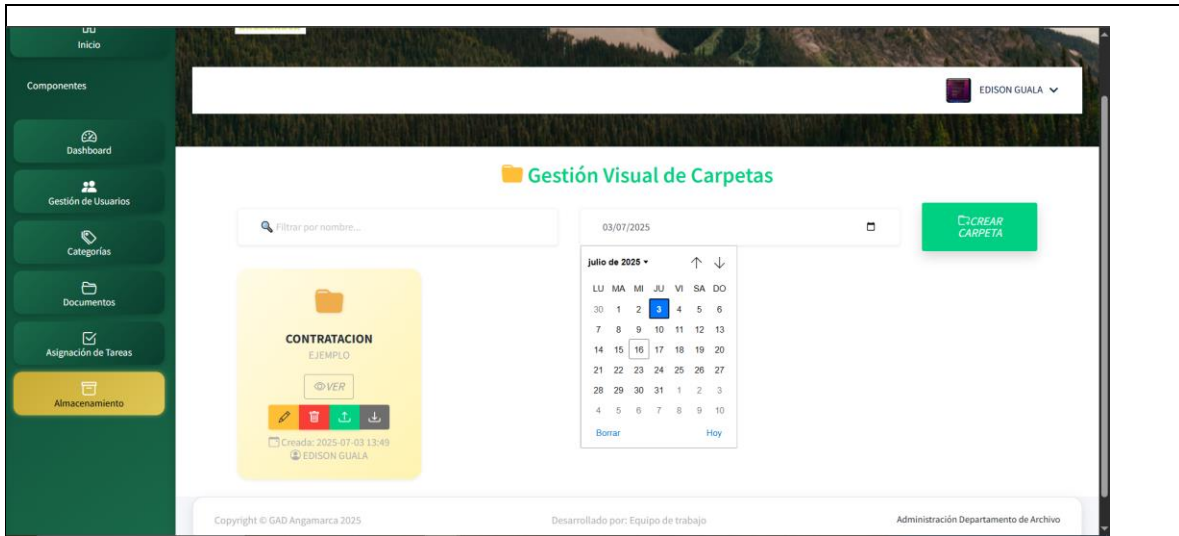 Inicio
Componentes
Dashboard
Gestión de Usuarios
Categorías
Documentos
Asignación de Tareas
Almacenamiento
EDISON GUALA
Gestión Visual de Carpetas
Filtrar por nombre...
03/07/2025
CREAR
CARPETA
julio de 2025
LU MA MI JU VI SA DO
30 1 2 3 4 5 6
7 8 9 10 11 12 13
14 15 16 17 18 19 20
21 22 23 24 25 26 27
28 29 30 31 1 2 3
4 5 6 7 8 9 10
Borrar Hoy
CONTRATACION
EJEMPLO
VER
Creada: 2025-07-03 13:49
EDISON GUALA
Copyright © GAD Angamarca 2025
Desarrollado por: Equipo de trabajo
Administración Departamento de Archivo